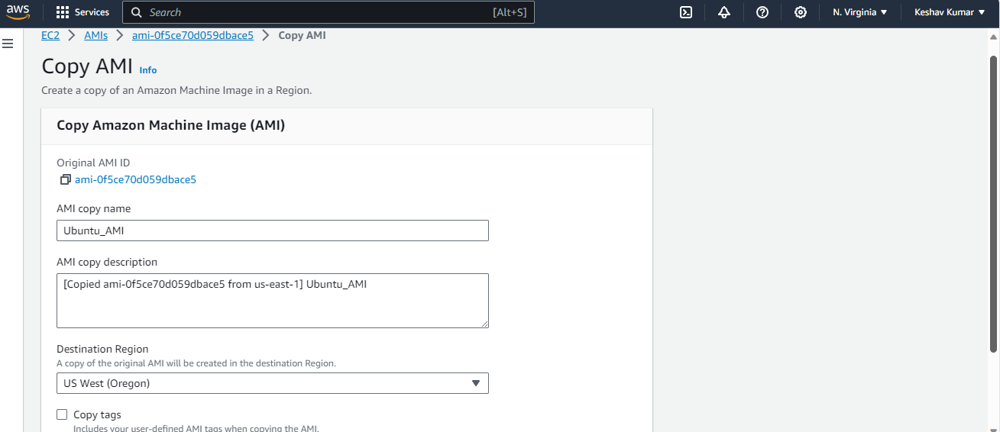 aws Services Search [Alt+S] N. Virginia Keshav Kumar
EC2 AMIs ami-0f5ce70d059dbace5 Copy AMI
Copy AMI Info
Create a copy of an Amazon Machine Image in a Region.
Copy Amazon Machine Image (AMI)
Original AMI ID
ami-0f5ce70d059dbace5
AMI copy name
Ubuntu_AMI
AMI copy description
[Copied ami-0f5ce70d059dbace5 from us-east-1] Ubuntu_AMI
Destination Region
A copy of the original AMI will be created in the destination Region.
US West (Oregon)
Copy tags
Includes your user-defined AMI tags when copying the AMI.